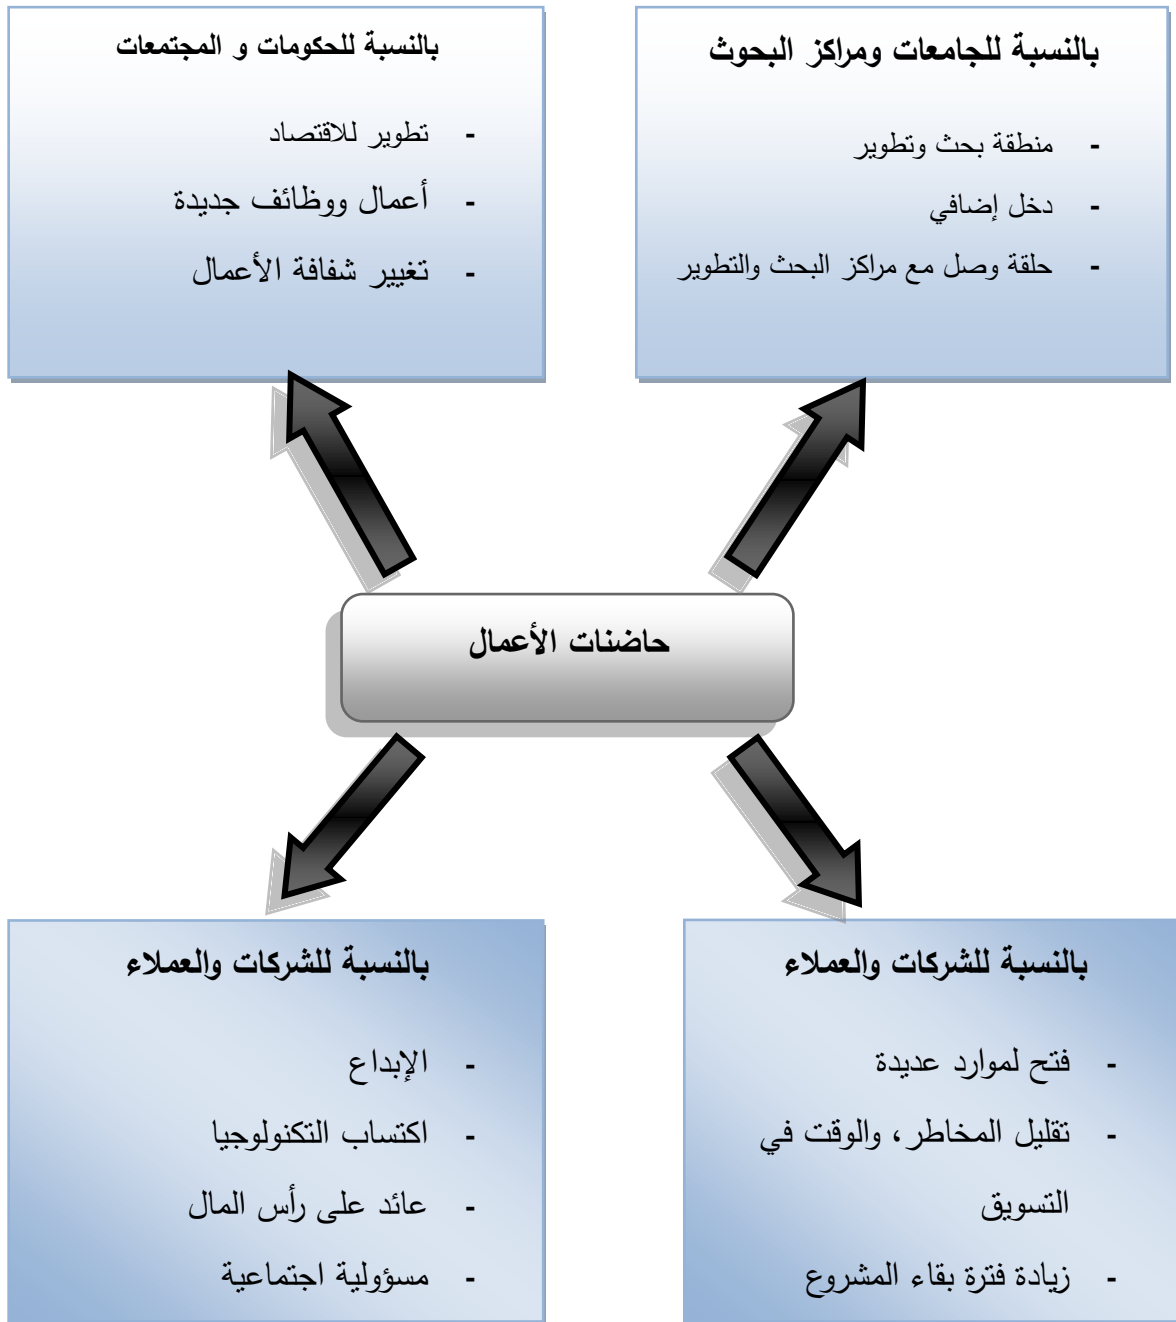 بالنسبة للجامعات ومراكز البحوث
- منطقة بحث وتطوير
- دخل إضافي
- حلقة وصل مع مراكز البحث والتطوير
بالنسبة للحكومات و المجتمعات
- تطوير للاقتصاد
- أعمال ووظائف جديدة
- تغيير شفافة الأعمال
حاضنات الأعمال
بالنسبة للشركات والعملاء
- فتح لموارد عديدة
- تقليل المخاطر، والوقت في
التسويق
- زيادة فترة بقاء المشروع
بالنسبة للشركات والعملاء
- الإبداع
- اكتساب التكنولوجيا
- عائد على رأس المال
- مسؤولية اجتماعية